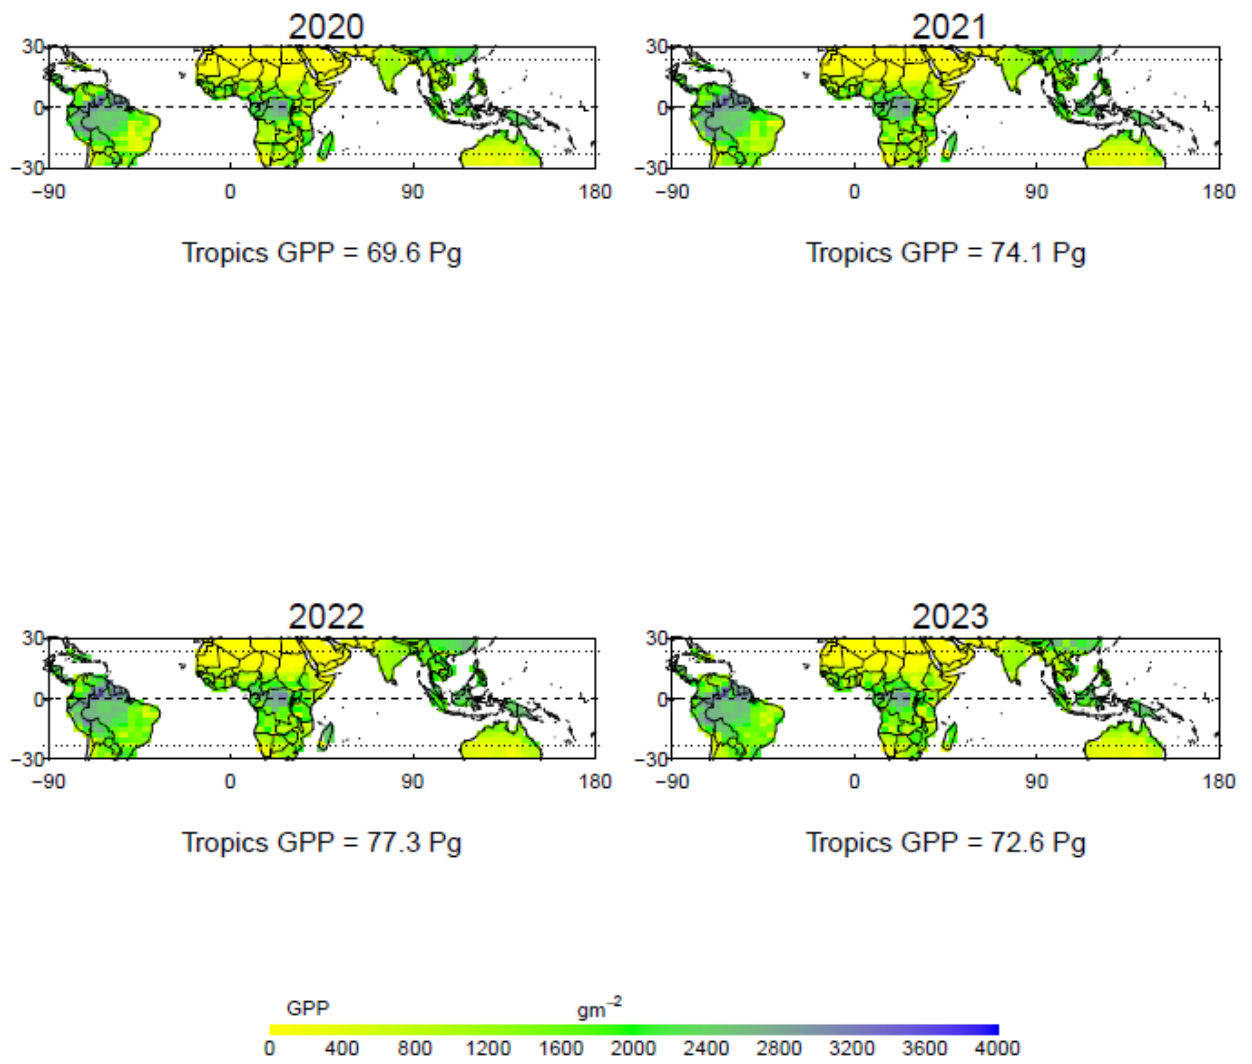 2020 2021
30 30
0 0
−30 −30
−90 0 90 180 −90 0 90 180
Tropics GPP = 69.6 Pg Tropics GPP = 74.1 Pg
2022 2023
30 30
0 0
−30 −30
−90 0 90 180 −90 0 90 180
Tropics GPP = 77.3 Pg Tropics GPP = 72.6 Pg
GPP gm⁻²
0 400 800 1200 1600 2000 2400 2800 3200 3600 4000